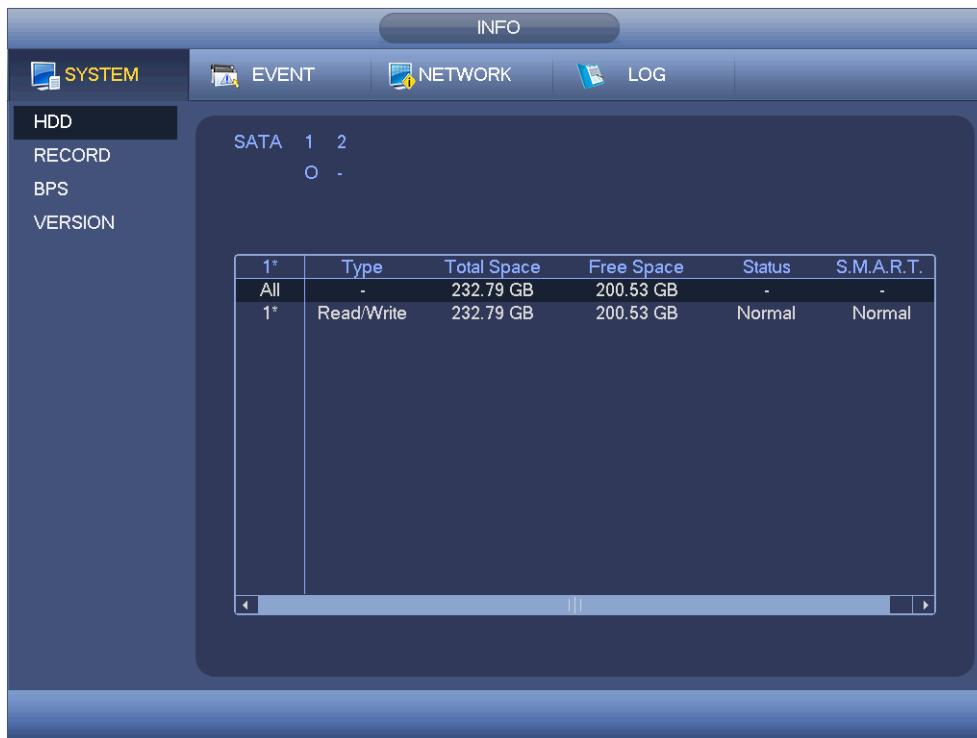 INFO
SYSTEM EVENT NETWORK LOG
HDD
RECORD
BPS
VERSION
SATA 1 2
O -
1* Type Total Space Free Space Status S.M.A.R.T.
All - 232.79 GB 200.53 GB - -
1* Read/Write 232.79 GB 200.53 GB Normal Normal